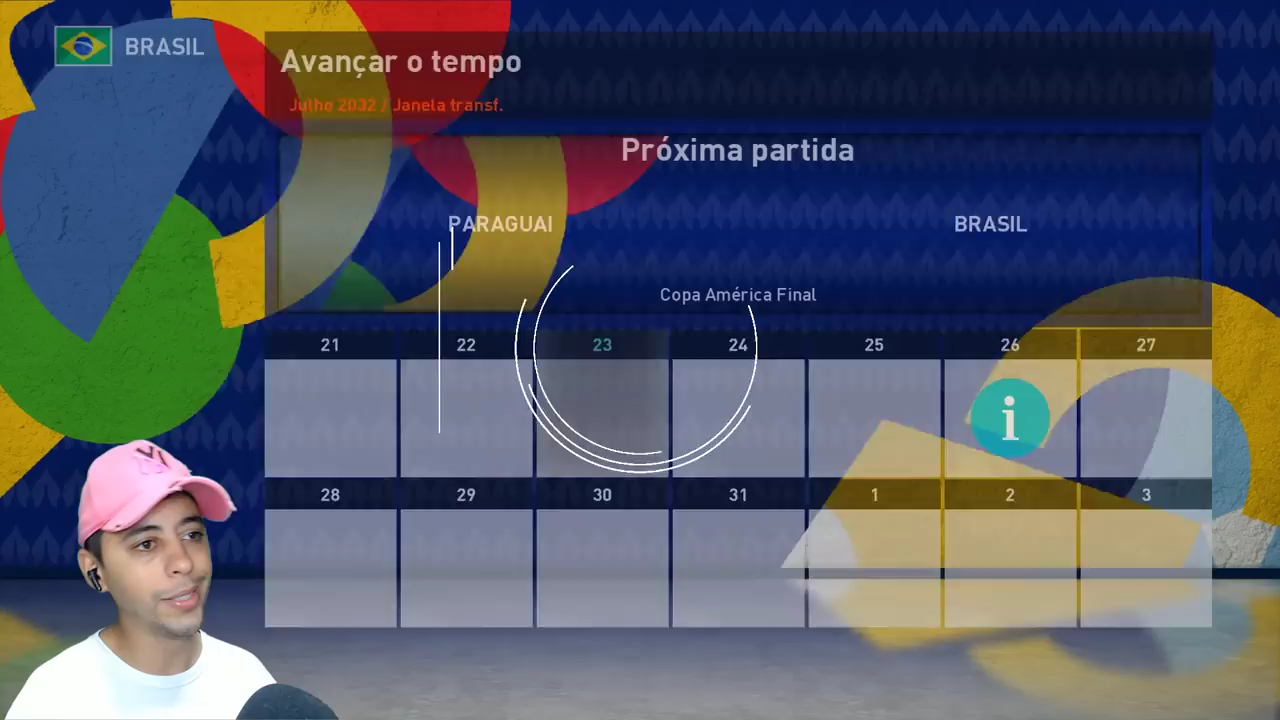 BRASIL
Avançar o tempo
Julho 2032 / Janela transf.
Próxima partida
PARAGUAI
BRASIL
Copa América Final
21 22 23 24 25 26 27
i
28 29 30 31 1 2 3